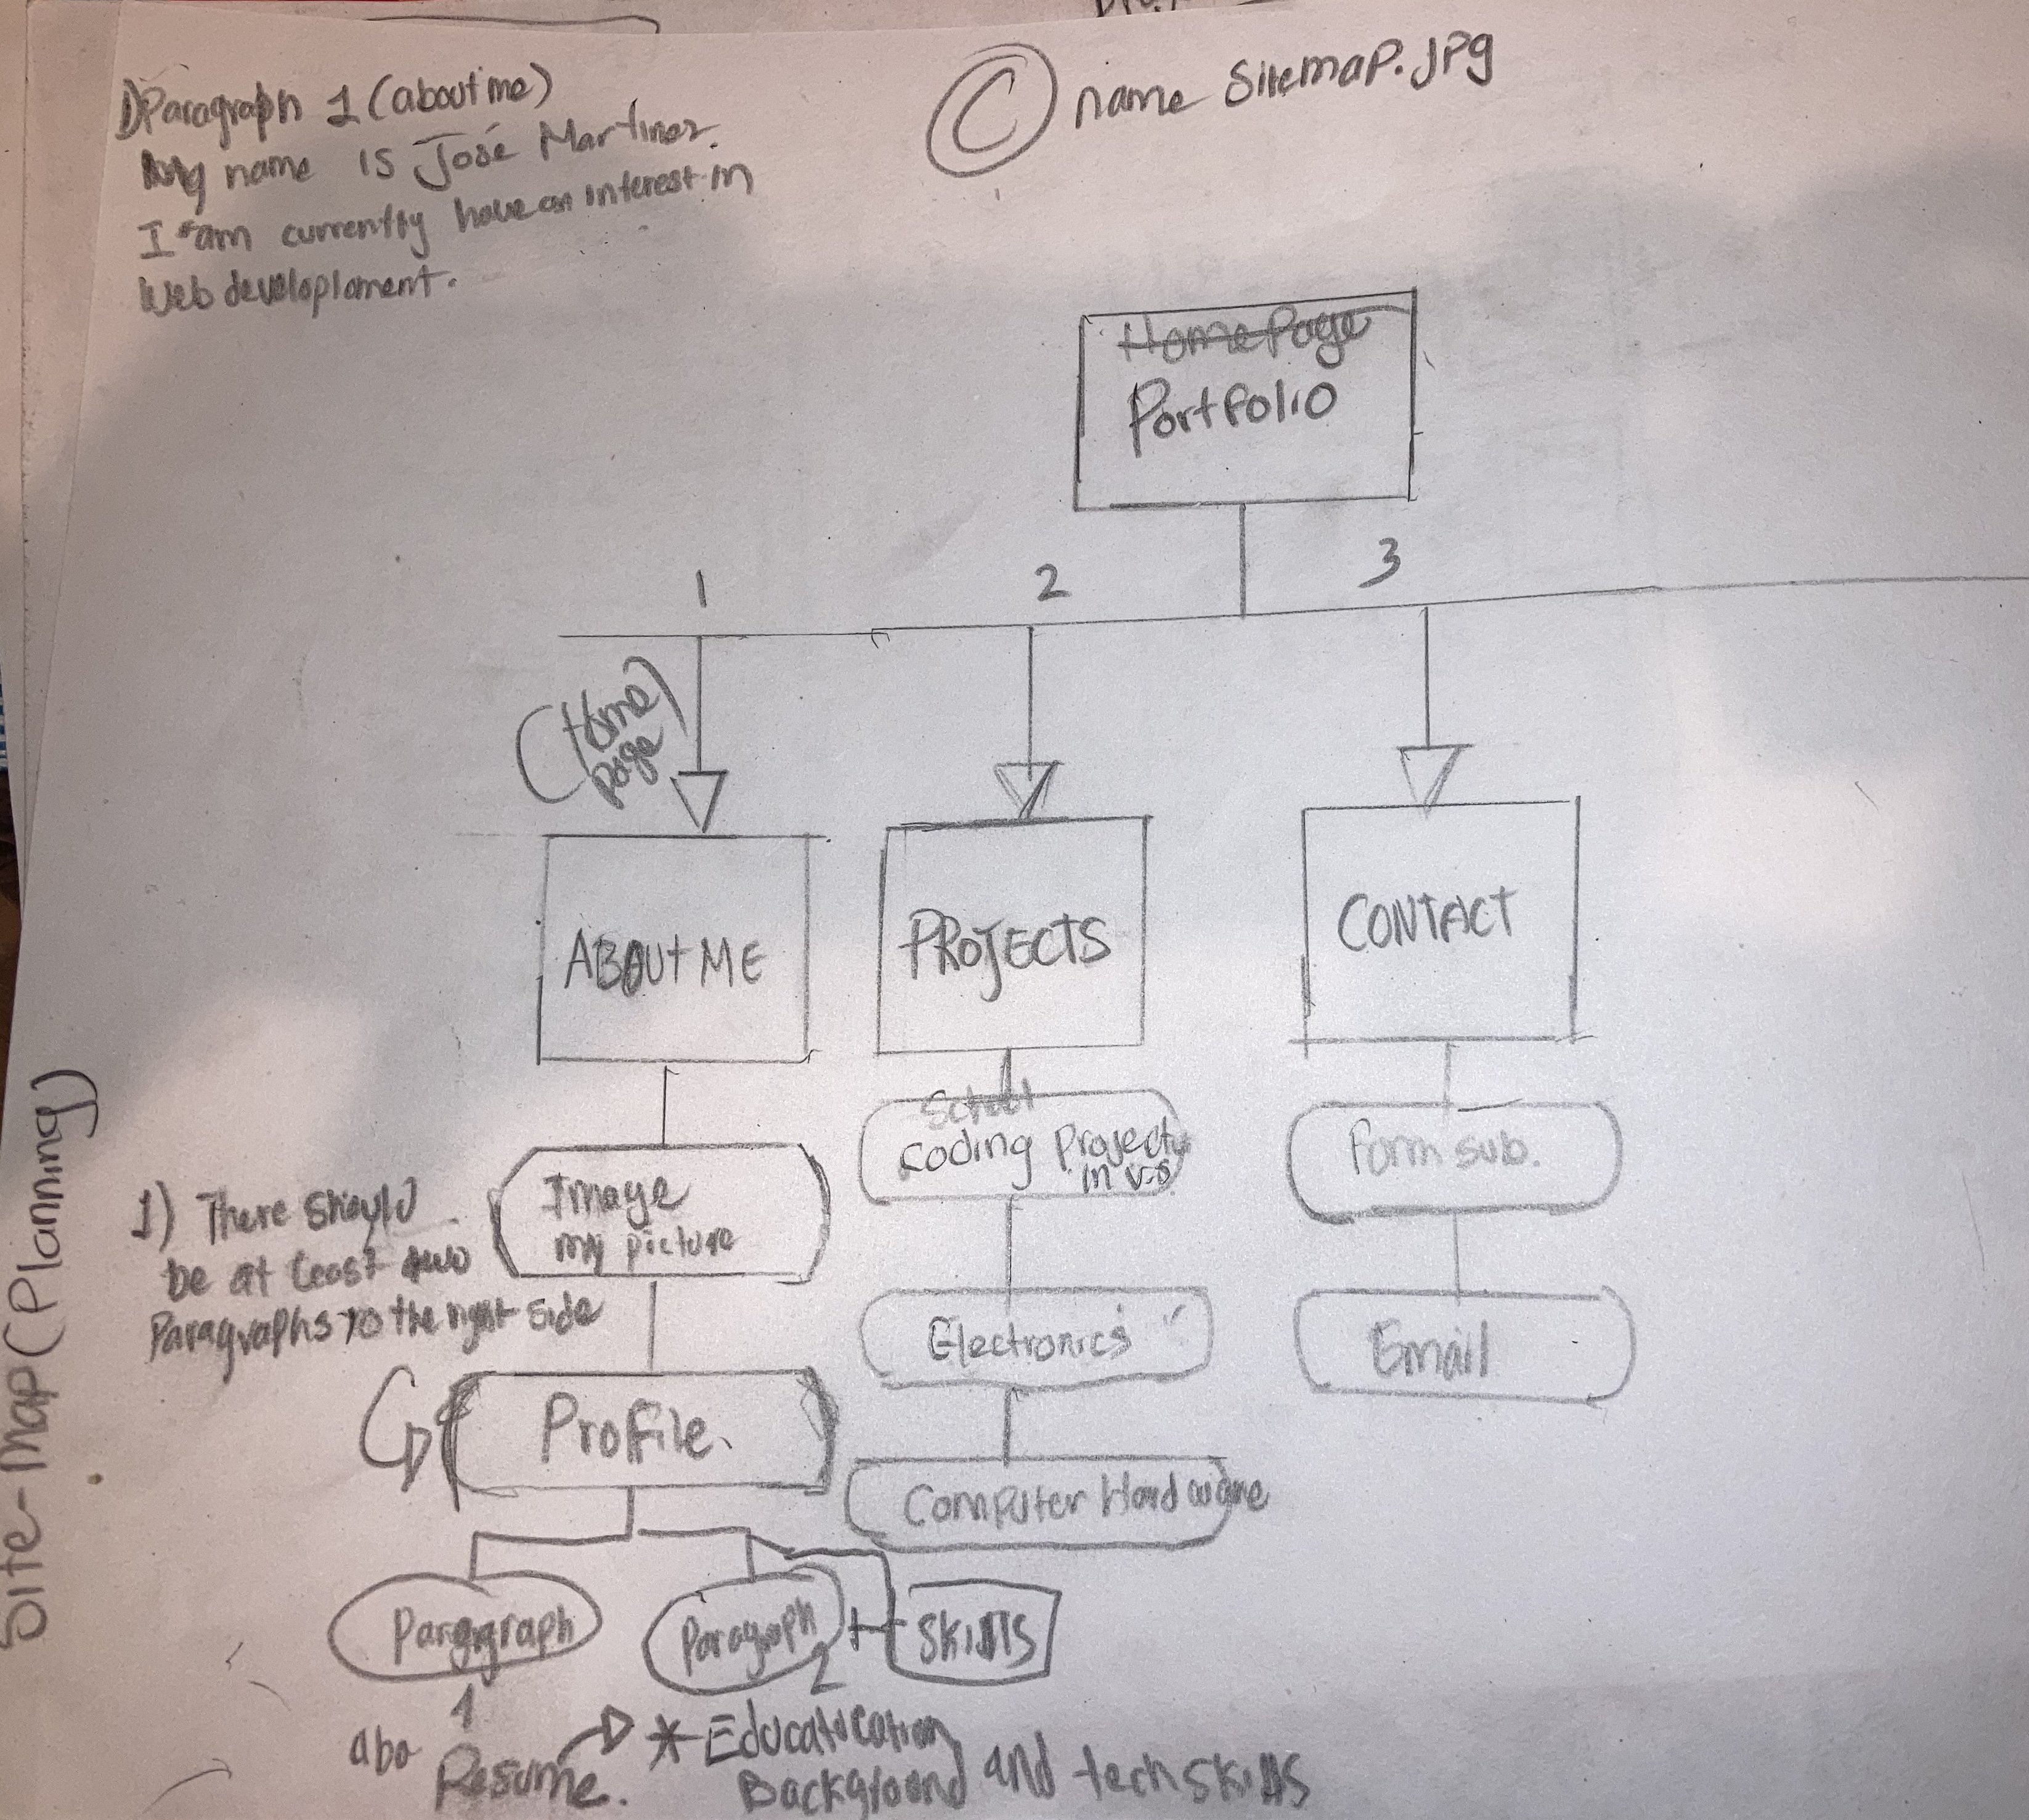 1) Paragraph 1 (about me)
My name is José Martinez.
I am currently have an interest in
Web developloment.
C name sitemap.jpg
Home Page
Portfolio
1 2 3
(Home
page)
ABOUT ME
PROJECTS
CONTACT
Image
my picture
Coding Projects
in V-S
Form sub.
1) There should
be at least two
Paragraphs to the right side
Electronics
Email
Profile.
Computer Hardware
Paragraph
1
Paragraph
2
+
SKills
abo
Resume.
* Educatucation
Background and tech skills
Site-Map (Planning)